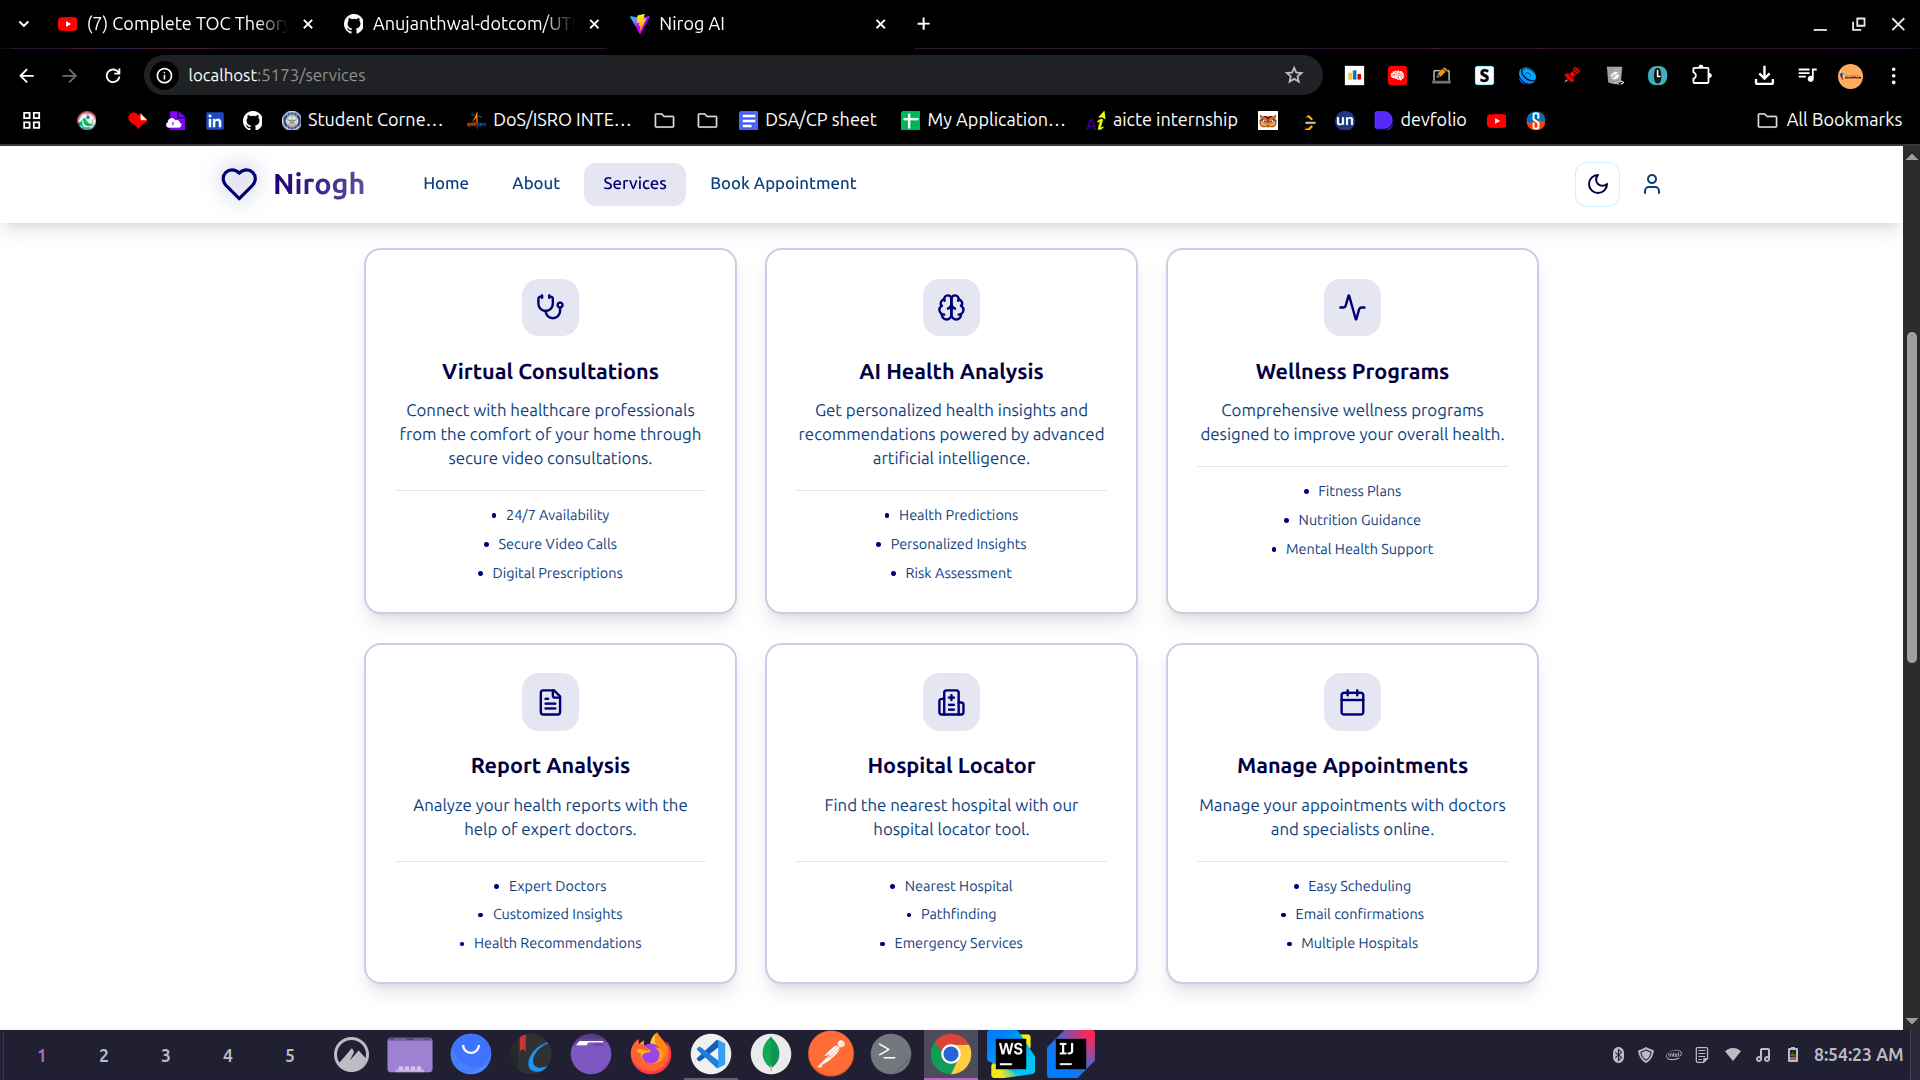 (7) Complete TOC Theory
Anujanthwal-dotcom/UT
Nirog AI
localhost:5173/services
Student Corne...
DoS/ISRO INTE...
DSA/CP sheet
My Application...
aicte internship
un
devfolio
All Bookmarks
Nirogh
Home
About
Services
Book Appointment
Virtual Consultations
Connect with healthcare professionals
from the comfort of your home through
secure video consultations.
24/7 Availability
Secure Video Calls
Digital Prescriptions
AI Health Analysis
Get personalized health insights and
recommendations powered by advanced
artificial intelligence.
Health Predictions
Personalized Insights
Risk Assessment
Wellness Programs
Comprehensive wellness programs
designed to improve your overall health.
Fitness Plans
Nutrition Guidance
Mental Health Support
Report Analysis
Analyze your health reports with the
help of expert doctors.
Expert Doctors
Customized Insights
Health Recommendations
Hospital Locator
Find the nearest hospital with our
hospital locator tool.
Nearest Hospital
Pathfinding
Emergency Services
Manage Appointments
Manage your appointments with doctors
and specialists online.
Easy Scheduling
Email confirmations
Multiple Hospitals
1
2
3
4
5
WS
IJ
8:54:23 AM